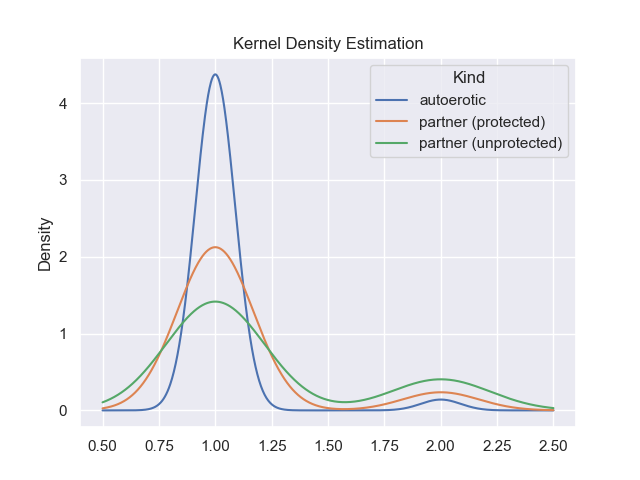 Kernel Density Estimation
Kind
autoerotic
partner (protected)
partner (unprotected)
Density
4
3
2
1
0
0.50 0.75 1.00 1.25 1.50 1.75 2.00 2.25 2.50